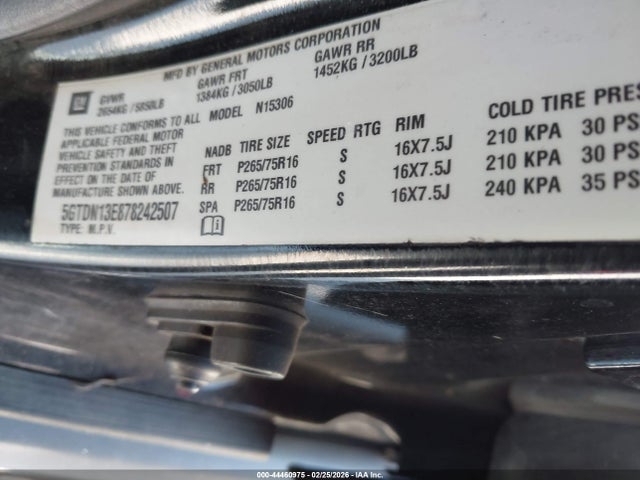 MFD BY GENERAL MOTORS CORPORATION
GM GVWR GAWR FRT GAWR RR
2654KG / 5850LB 1384KG / 3050LB 1452KG / 3200LB
THIS VEHICLE CONFORMS TO ALL MODEL N15306
APPLICABLE FEDERAL MOTOR
VEHICLE SAFETY AND THEFT
PREVENTION STANDARDS IN
EFFECT ON THE DATE OF
MANUFACTURE SHOWN ABOVE.
5GTDN13E878242507
TYPE: M.P.V.
COLD TIRE PRES
NADB TIRE SIZE SPEED RTG RIM
FRT P265/75R16 S 16X7.5J 210 KPA 30 PS
RR P265/75R16 S 16X7.5J 210 KPA 30 PS
SPA P265/75R16 S 16X7.5J 240 KPA 35 PS
i
000-44460975 - 02/25/2026 - IAA Inc.